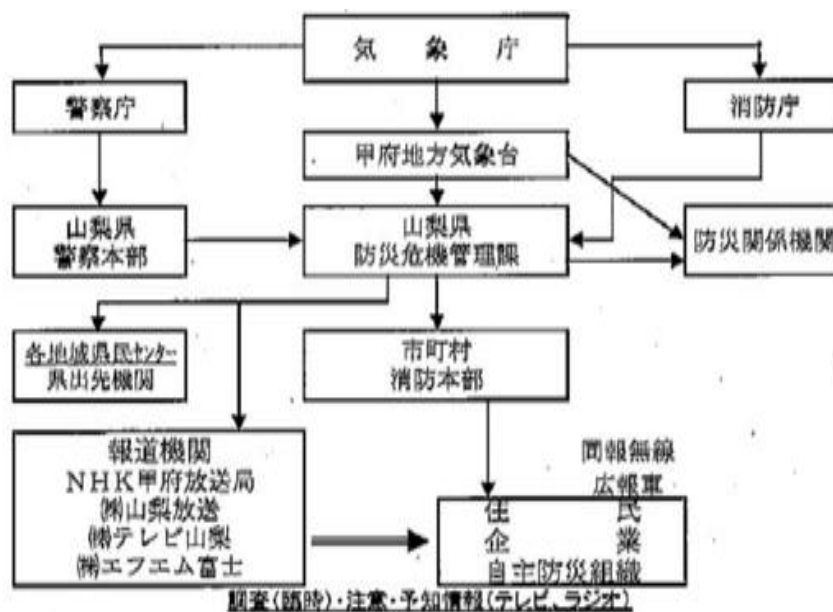 気象庁
警察庁
消防庁
甲府地方気象台
山梨県
警察本部
山梨県
防災危機管理課
防災関係機関
各地域県民センター
県出先機関
市町村
消防本部
報道機関
NHK甲府放送局
㈱山梨放送
㈱テレビ山梨
㈱エフエム富士
同報無線
広報車
住民
企業
自主防災組織
調査(臨時)・注意・予知情報(テレビ、ラジオ)